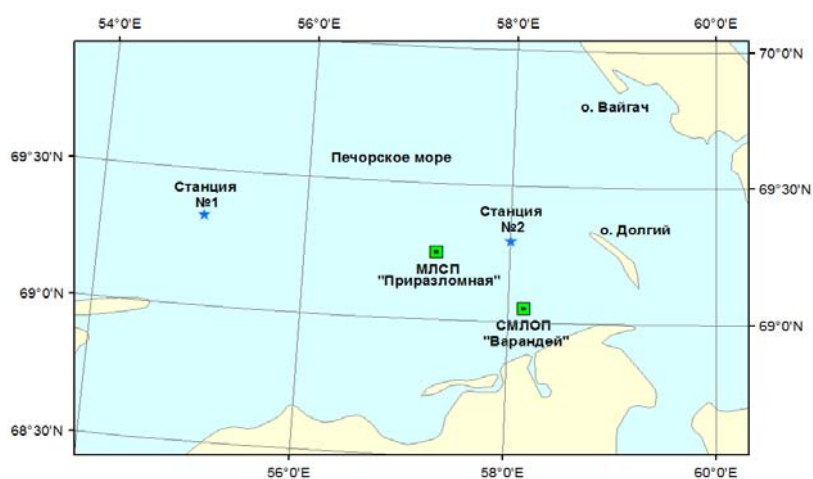 54°0'E 56°0'E 58°0'E 60°0'E
70°0'N
о. Вайгач
Печорское море
69°30'N
Станция
№1
69°30'N
Станция
№2
о. Долгий
МЛСП
"Приразломная"
69°0'N
СМЛОП
"Варандей"
69°0'N
68°30'N
56°0'E 58°0'E 60°0'E